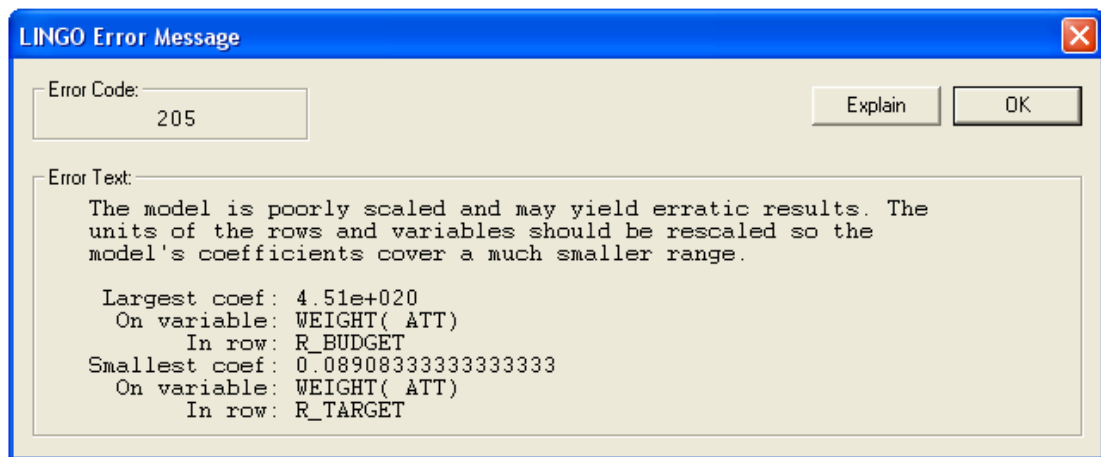 LINGO Error Message
Error Code:
205
Explain
OK
Error Text:
The model is poorly scaled and may yield erratic results. The
units of the rows and variables should be rescaled so the
model's coefficients cover a much smaller range.
Largest coef: 4.51e+020
On variable: WEIGHT( ATT)
In row: R_BUDGET
Smallest coef: 0.08908333333333333
On variable: WEIGHT( ATT)
In row: R_TARGET